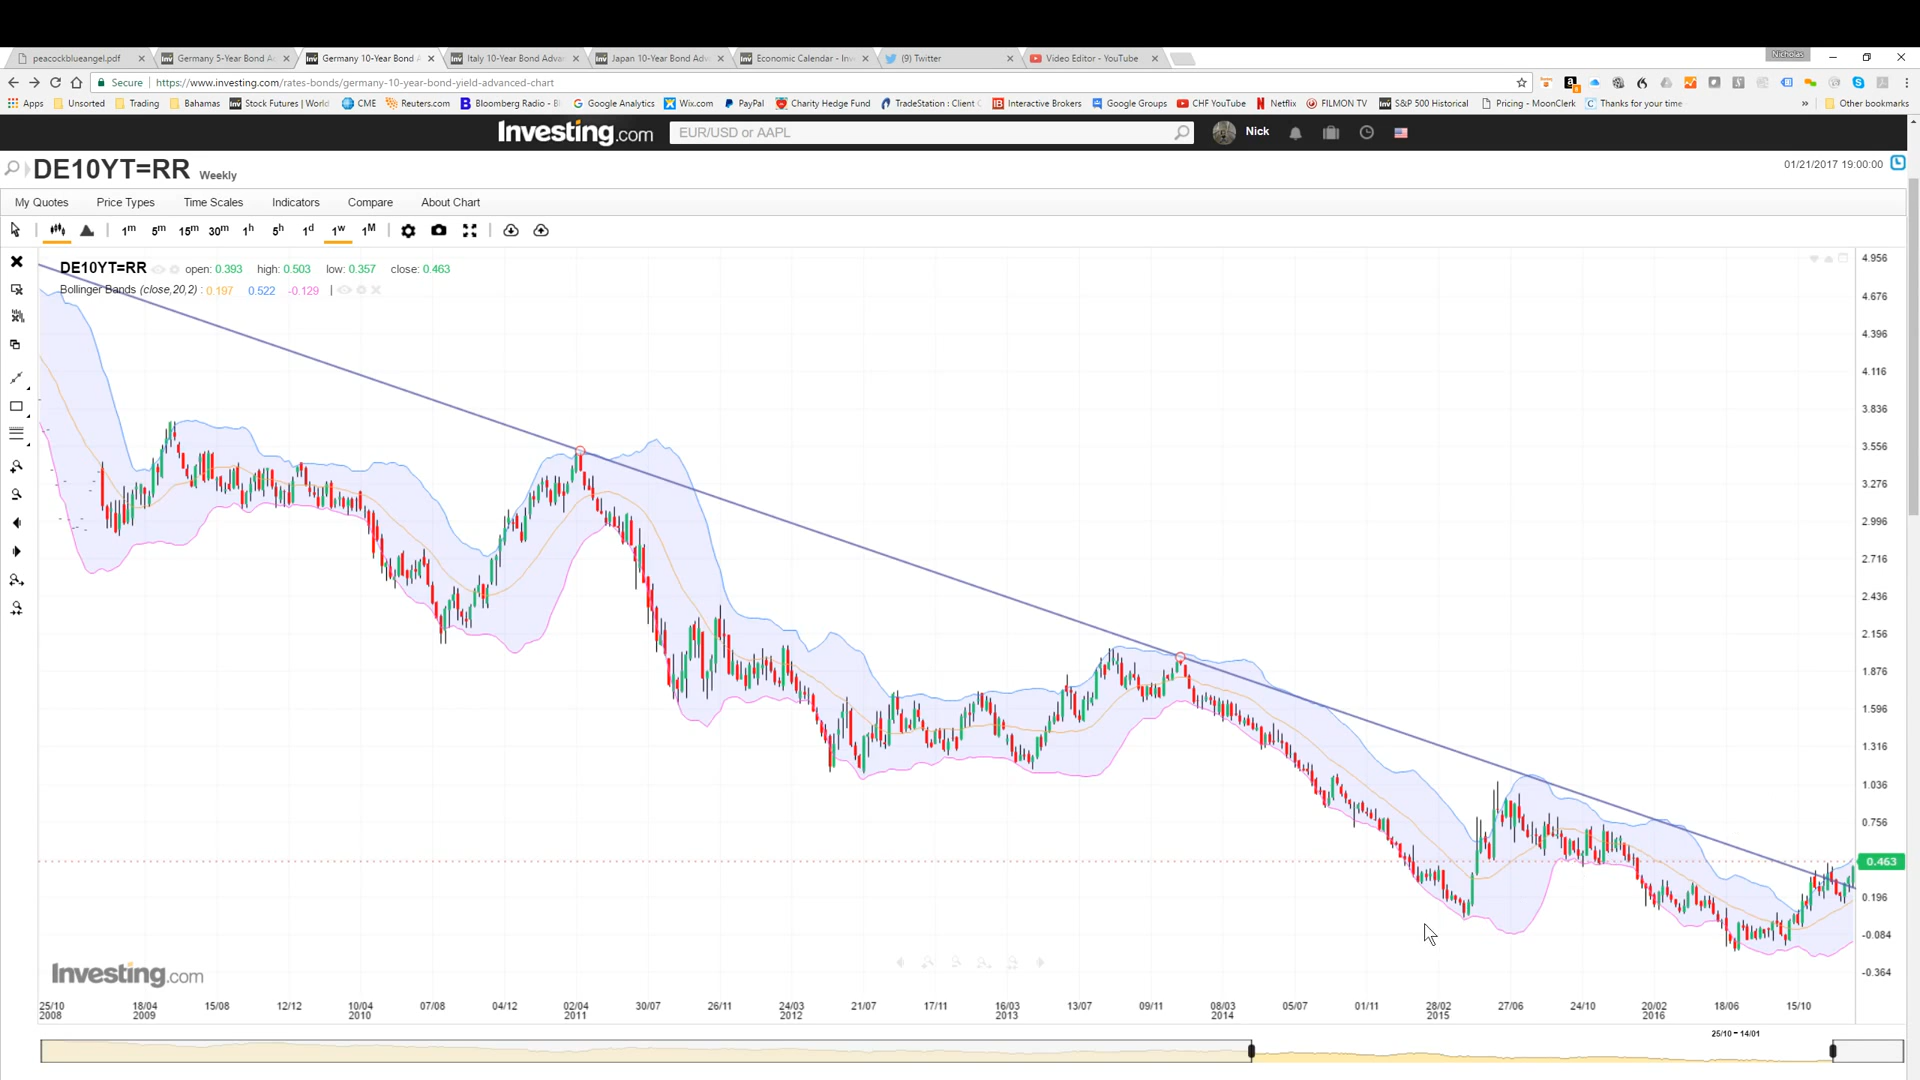 peacockblueangel.pdf
Germany 5-Year Bond A
Germany 10-Year Bond A
Italy 10-Year Bond Advan
Japan 10-Year Bond Adv
Economic Calendar - Inv
(9) Twitter
Video Editor - YouTube
Nicholas
Secure
https://www.investing.com/rates-bonds/germany-10-year-bond-yield-advanced-chart
Apps
Unsorted
Trading
Bahamas
Stock Futures | World
CME
Reuters.com
Bloomberg Radio - B
Google Analytics
Wix.com
PayPal
Charity Hedge Fund
TradeStation : Client C
Interactive Brokers
Google Groups
CHF YouTube
Netflix
FILMON TV
S&P 500 Historical
Pricing - MoonClerk
Thanks for your time
»
Other bookmarks
Investing.com
EUR/USD or AAPL
Nick
DE10YT=RR Weekly
01/21/2017 19:00:00
My Quotes
Price Types
Time Scales
Indicators
Compare
About Chart
1m 5m 15m 30m 1h 5h 1d 1w 1M
DE10YT=RR open: 0.393 high: 0.503 low: 0.357 close: 0.463
Bollinger Bands (close,20,2) : 0.197 0.522 -0.129
4.956
4.676
4.396
4.116
3.836
3.556
3.276
2.996
2.716
2.436
2.156
1.876
1.596
1.316
1.036
0.756
0.463
0.196
-0.084
-0.364
Investing.com
25/10 18/04 15/08 12/12 10/04 07/08 04/12 02/04 30/07 26/11 24/03 21/07 17/11 16/03 13/07 09/11 08/03 05/07 01/11 28/02 27/06 24/10 20/02 18/06 15/10
2008 2009 2010 2011 2012 2013 2014 2015 2016
25/10 - 14/01